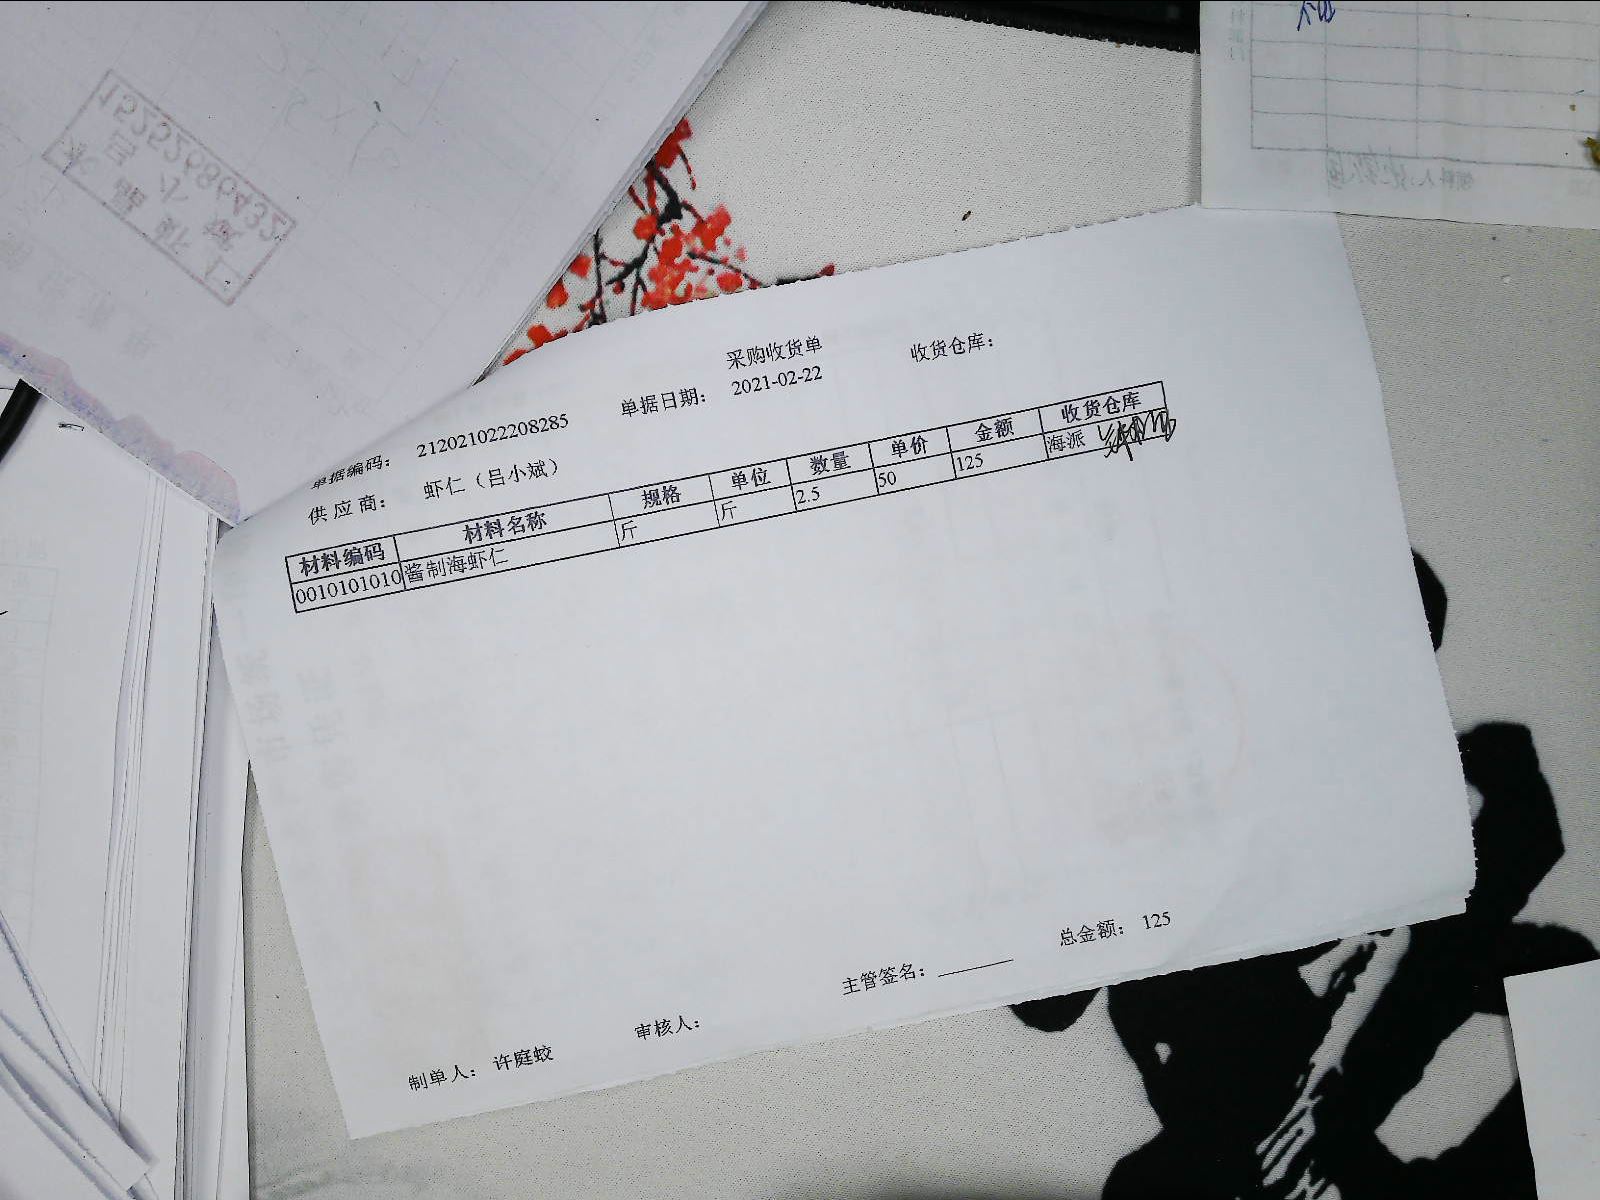 采购收货单
收货仓库:
单据编码: 212021022208285 单据日期: 2021-02-22
供应商: 虾仁（吕小斌）
材料编码 材料名称 规格 单位 数量 单价 金额 收货仓库
0010101010 酱制海虾仁 斤 斤 2.5 50 125 海派
总金额: 125
主管签名:
审核人:
制单人: 许庭蛟